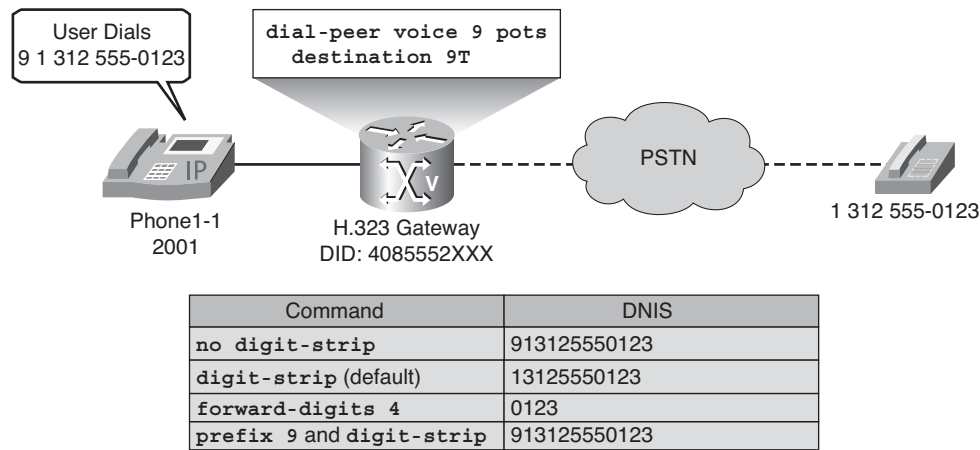 User Dials
9 1 312 555-0123
dial-peer voice 9 pots
destination 9T
IP
V
PSTN
Phone1-1
2001
H.323 Gateway
DID: 4085552XXX
1 312 555-0123
Command DNIS
no digit-strip 913125550123
digit-strip (default) 13125550123
forward-digits 4 0123
prefix 9 and digit-strip 913125550123